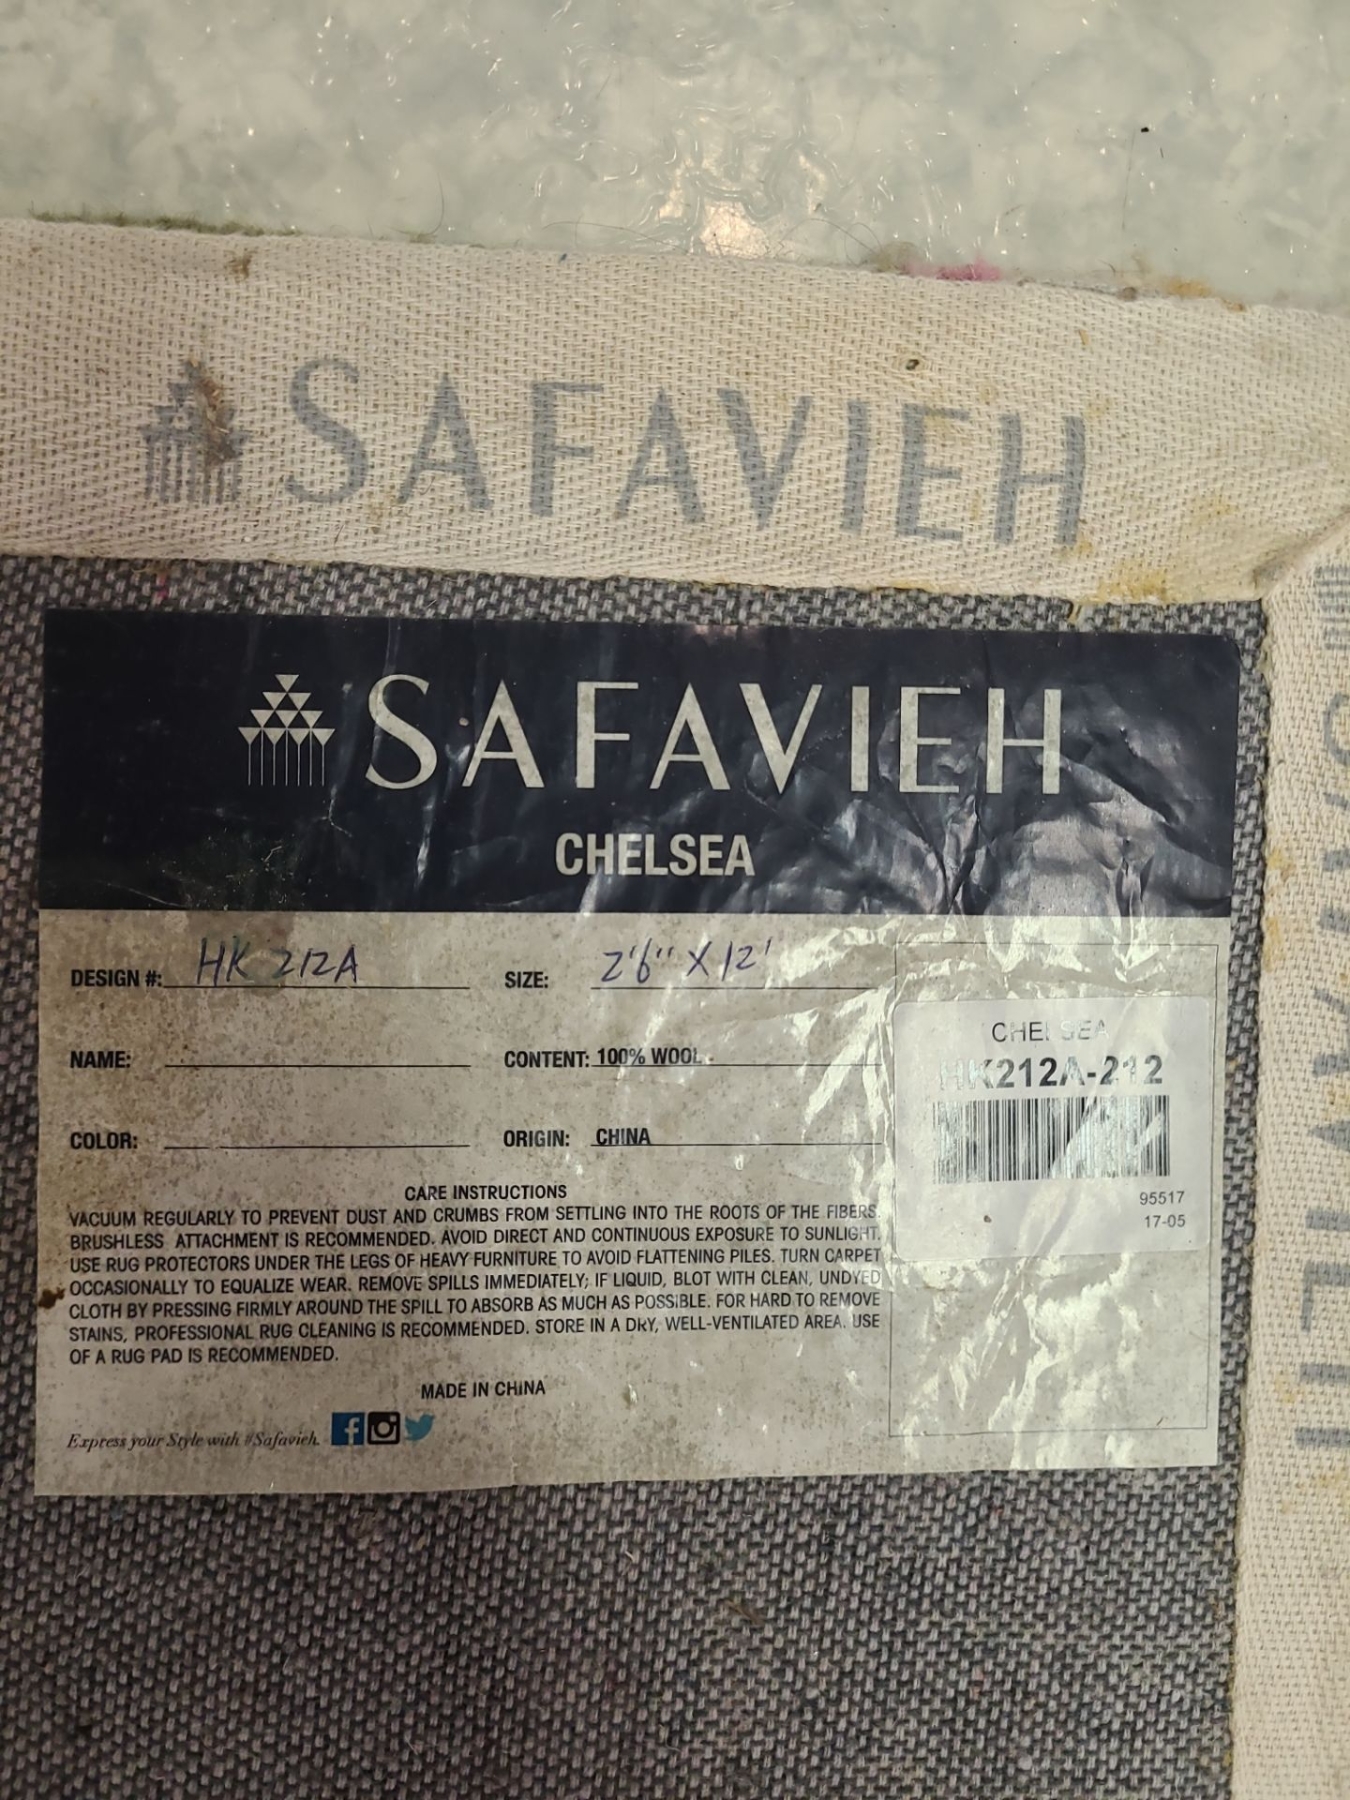 SAFAVIEH
SAFAVIEH
CHELSEA
DESIGN #: HK 212A SIZE: 2'6" X 12'
NAME: CONTENT: 100% WOOL
COLOR: ORIGIN: CHINA
CHELSEA
HK212A-212
95517
17-05
CARE INSTRUCTIONS
VACUUM REGULARLY TO PREVENT DUST AND CRUMBS FROM SETTLING INTO THE ROOTS OF THE FIBERS.
BRUSHLESS ATTACHMENT IS RECOMMENDED. AVOID DIRECT AND CONTINUOUS EXPOSURE TO SUNLIGHT.
USE RUG PROTECTORS UNDER THE LEGS OF HEAVY FURNITURE TO AVOID FLATTENING PILES. TURN CARPET
OCCASIONALLY TO EQUALIZE WEAR. REMOVE SPILLS IMMEDIATELY; IF LIQUID, BLOT WITH CLEAN, UNDYED
CLOTH BY PRESSING FIRMLY AROUND THE SPILL TO ABSORB AS MUCH AS POSSIBLE. FOR HARD TO REMOVE
STAINS, PROFESSIONAL RUG CLEANING IS RECOMMENDED. STORE IN A DRY, WELL-VENTILATED AREA. USE
OF A RUG PAD IS RECOMMENDED.
MADE IN CHINA
Express your Style with #Safavieh.
SAFAVIEH